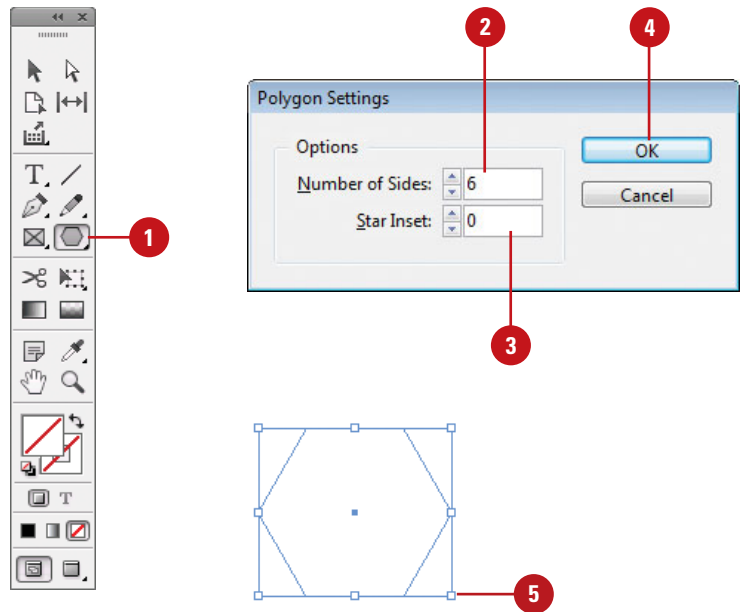 2
4
Polygon Settings
Options
OK
Number of Sides: 6
Cancel
Star Inset: 0
T
1
3
T
5